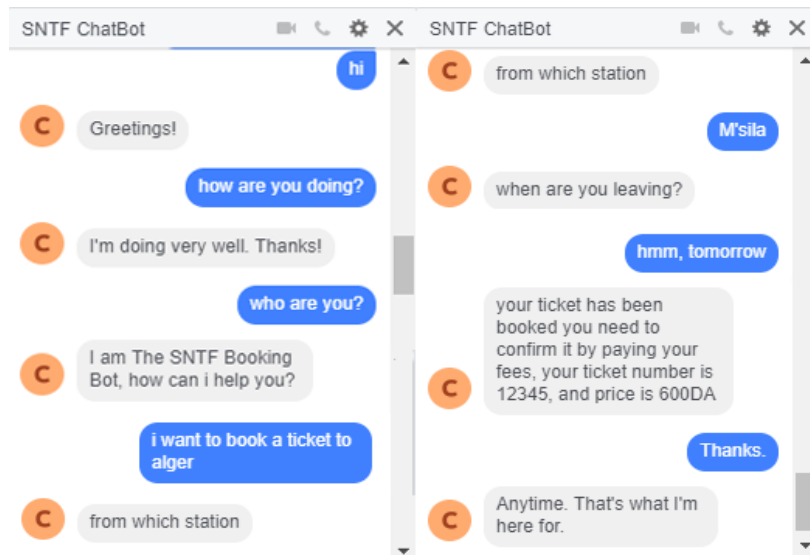 SNTF ChatBot
hi
Greetings!
how are you doing?
I'm doing very well. Thanks!
who are you?
I am The SNTF Booking
Bot, how can i help you?
i want to book a ticket to
alger
from which station
SNTF ChatBot
from which station
M'sila
when are you leaving?
hmm, tomorrow
your ticket has been
booked you need to
confirm it by paying your
fees, your ticket number is
12345, and price is 600DA
Thanks.
Anytime. That's what I'm
here for.